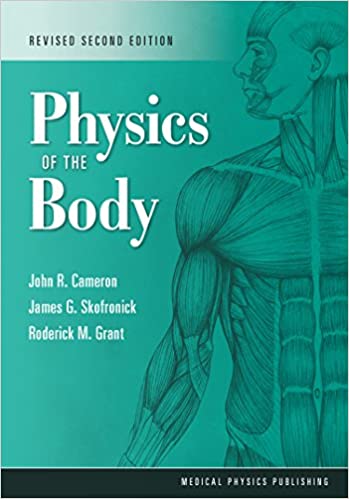 REVISED SECOND EDITION
Physics
OF THE
Body
John R. Cameron
James G. Skofronick
Roderick M. Grant
MEDICAL PHYSICS PUBLISHING